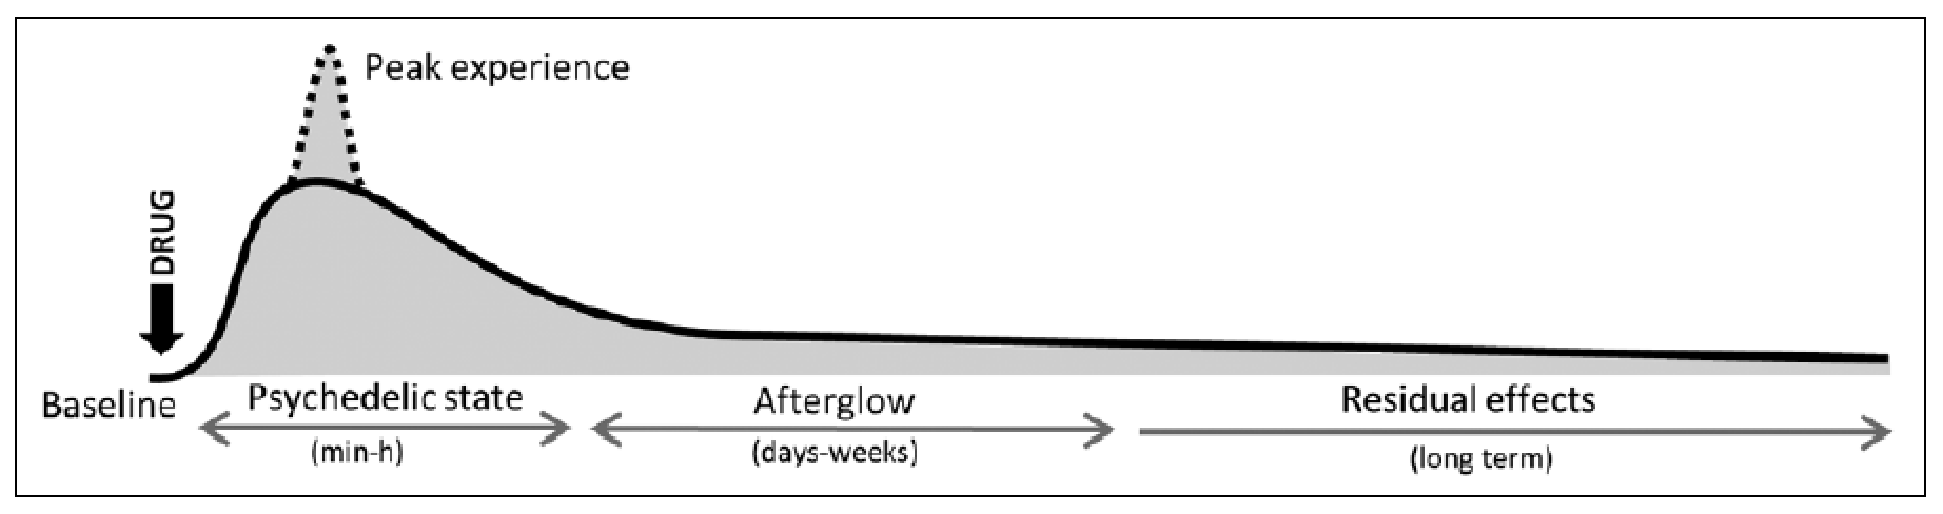 Peak experience
DRUG
Baseline
Psychedelic state
(min-h)
Afterglow
(days-weeks)
Residual effects
(long term)